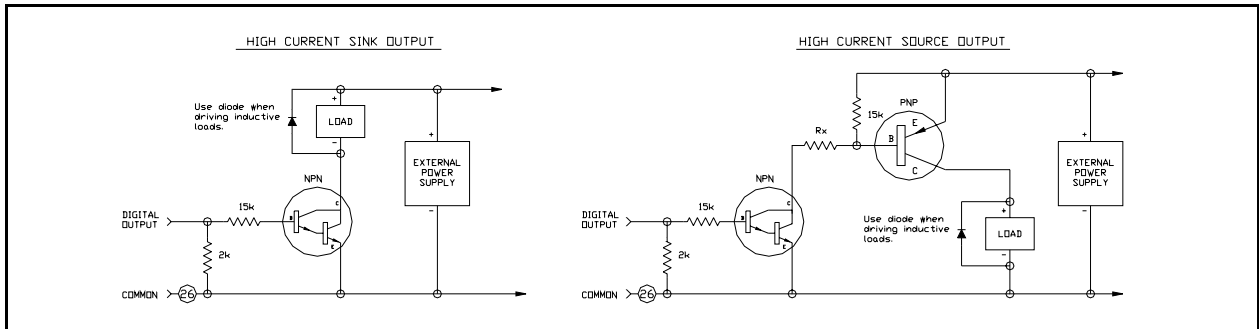 HIGH CURRENT SINK OUTPUT
Use diode when
driving inductive
loads.
+
LOAD
-
+
EXTERNAL
POWER
SUPPLY
-
NPN
C
B
E
15k
DIGITAL
OUTPUT
2k
COMMON
26
HIGH CURRENT SOURCE OUTPUT
PNP
15k
E
B
C
Rx
+
EXTERNAL
POWER
SUPPLY
-
NPN
C
B
E
15k
DIGITAL
OUTPUT
2k
Use diode when
driving inductive
loads.
+
LOAD
-
COMMON
26